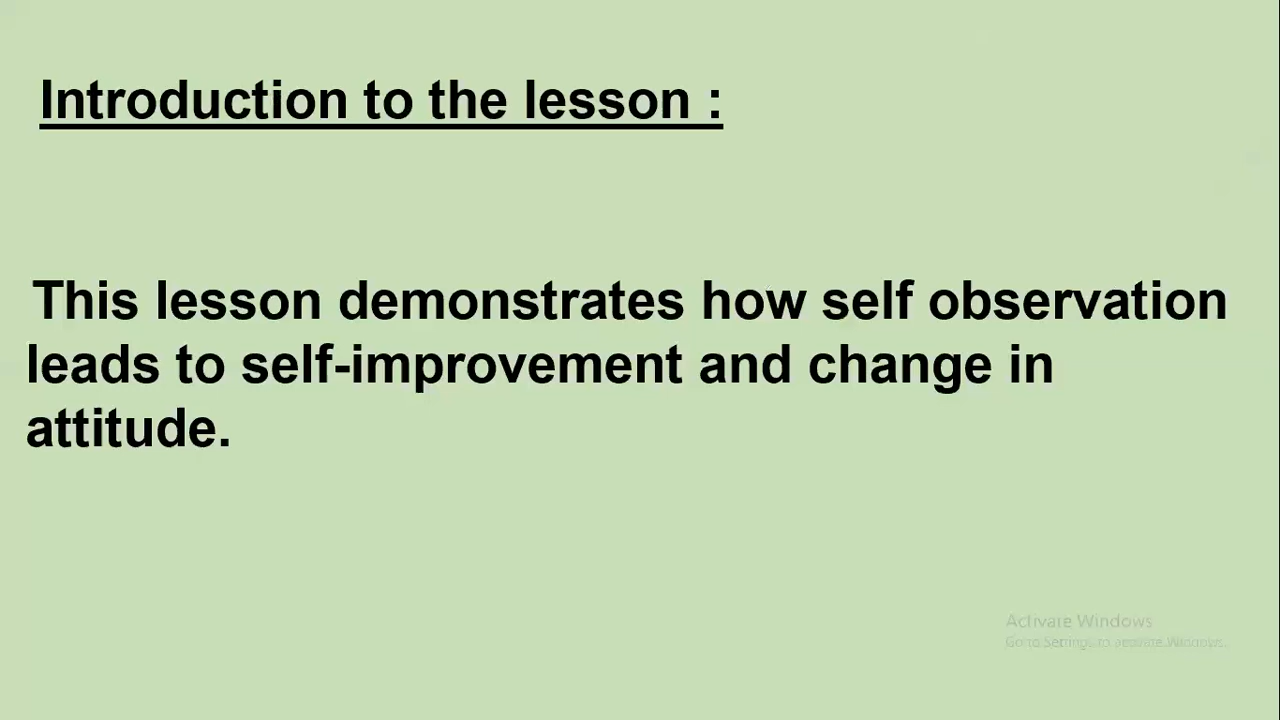 Introduction to the lesson :
This lesson demonstrates how self observation
leads to self-improvement and change in
attitude.
Activate Windows
Go to Settings to activate Windows.